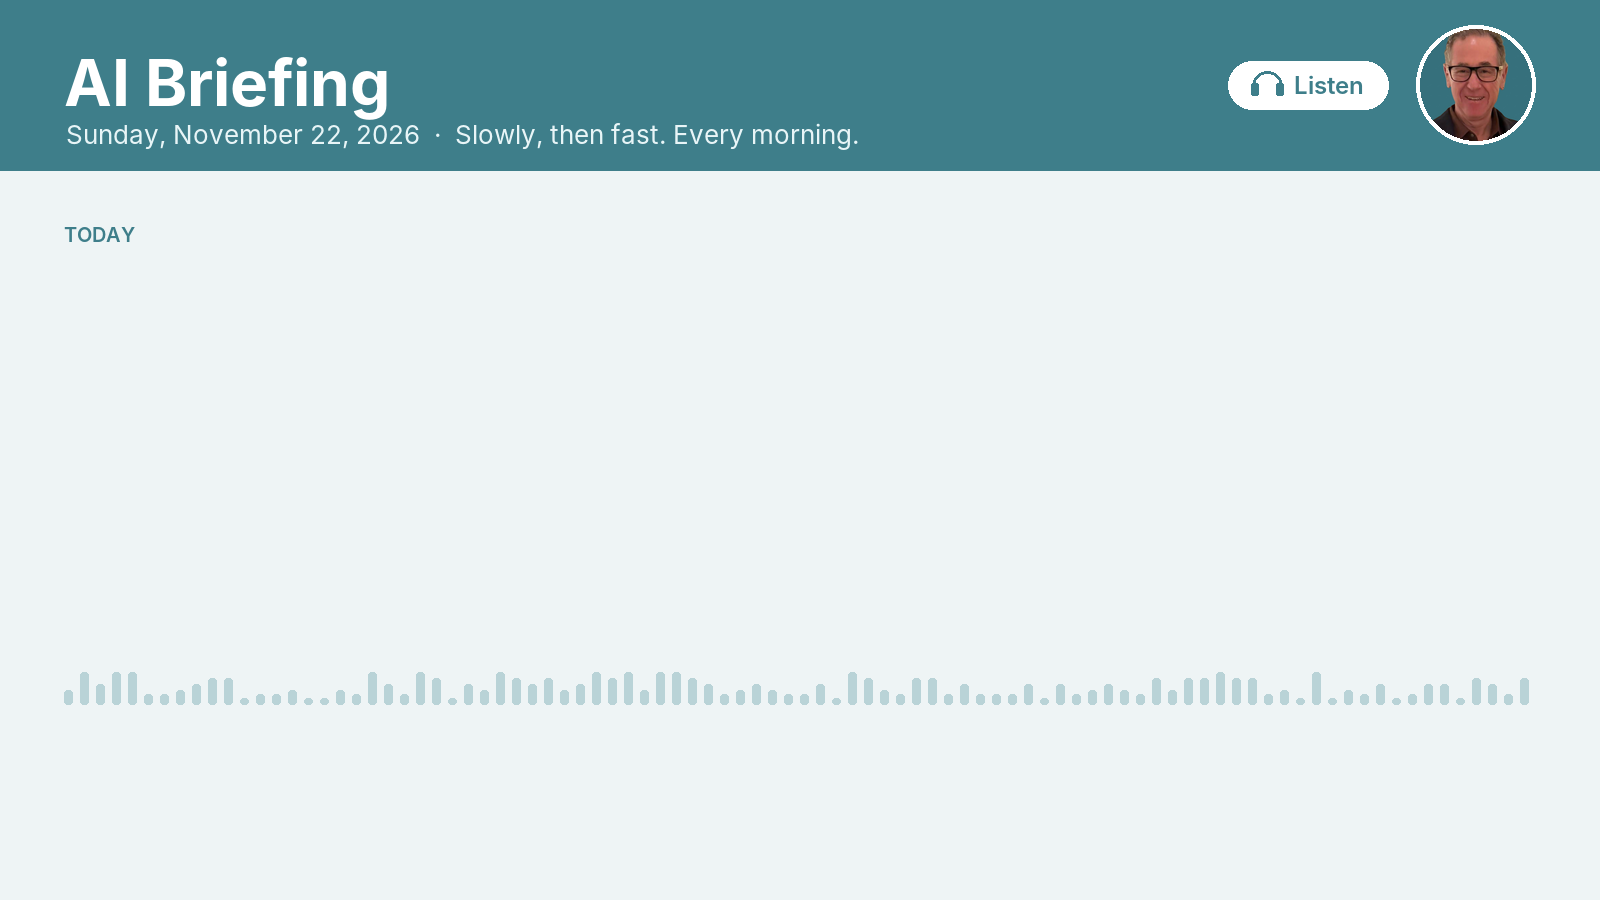 AI Briefing
Listen
Sunday, November 22, 2026 · Slowly, then fast. Every morning.
TODAY